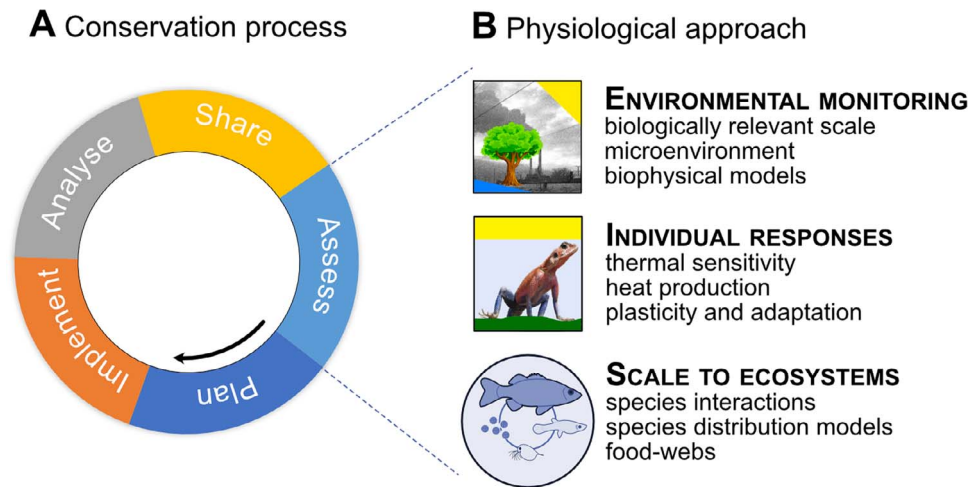 A Conservation process
Share
Assess
Plan
Implement
Analyse
B Physiological approach
ENVIRONMENTAL MONITORING
biologically relevant scale
microenvironment
biophysical models
INDIVIDUAL RESPONSES
thermal sensitivity
heat production
plasticity and adaptation
SCALE TO ECOSYSTEMS
species interactions
species distribution models
food-webs